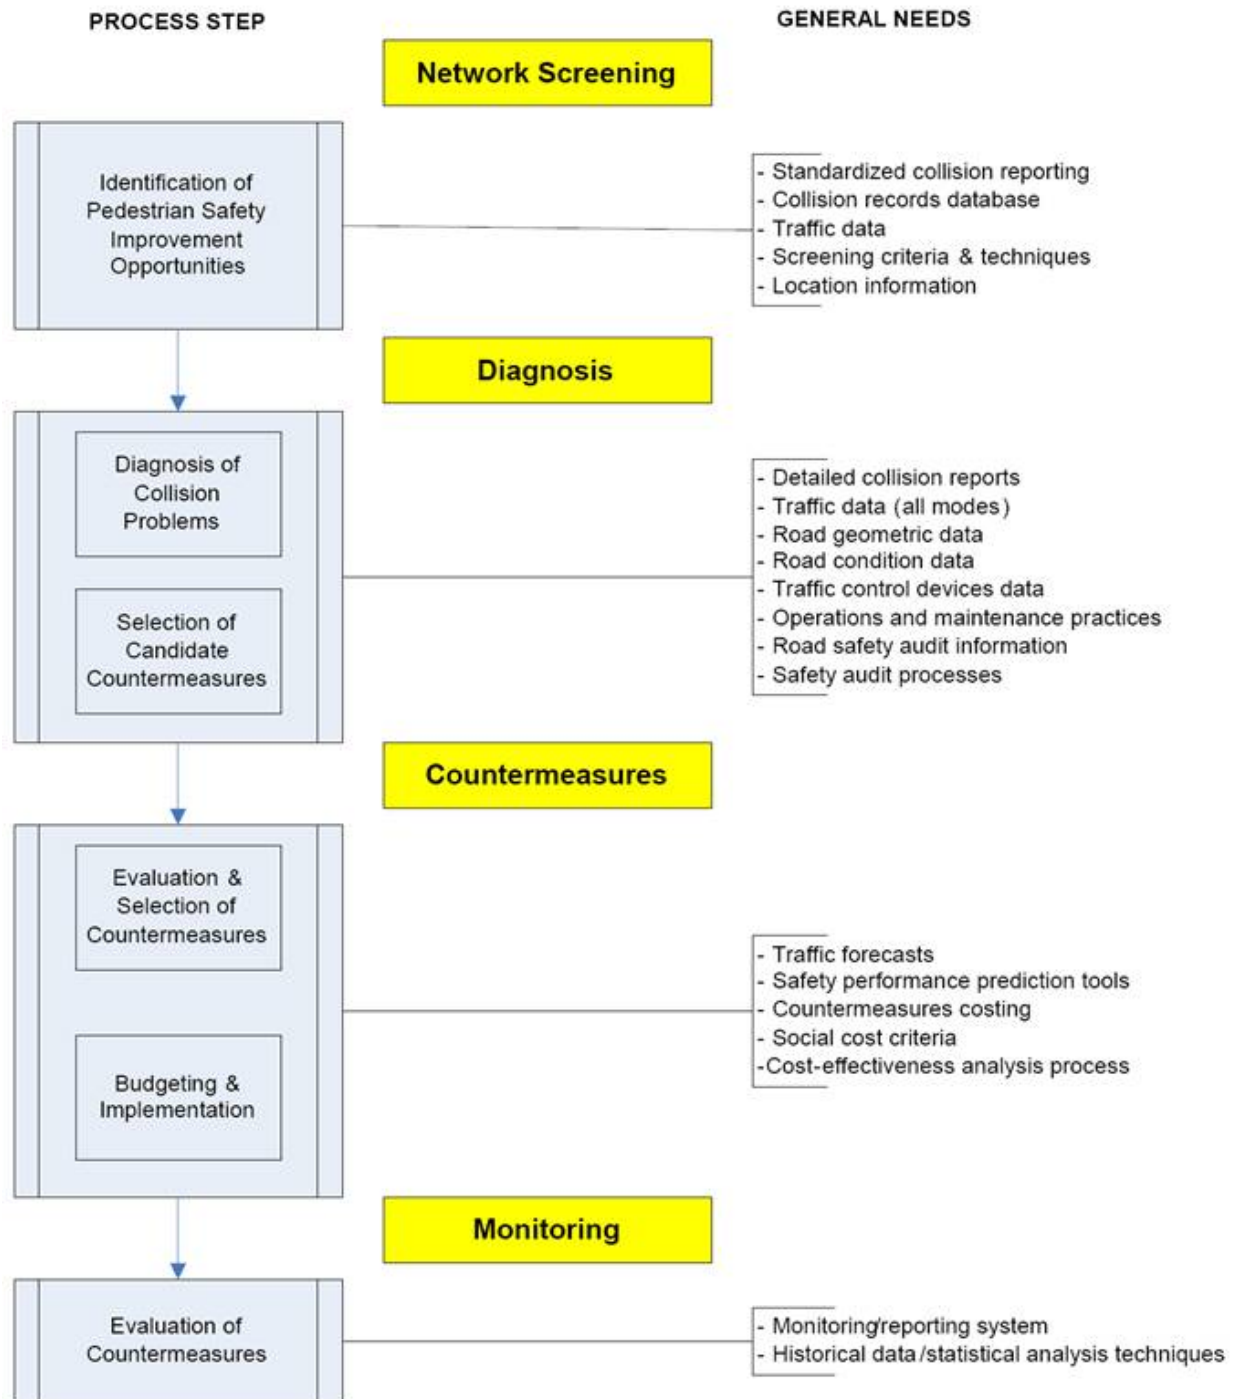 PROCESS STEP
GENERAL NEEDS
Network Screening
Identification of
Pedestrian Safety
Improvement
Opportunities
- Standardized collision reporting
- Collision records database
- Traffic data
- Screening criteria & techniques
- Location information
Diagnosis
Diagnosis of
Collision
Problems
Selection of
Candidate
Countermeasures
- Detailed collision reports
- Traffic data (all modes)
- Road geometric data
- Road condition data
- Traffic control devices data
- Operations and maintenance practices
- Road safety audit information
- Safety audit processes
Countermeasures
Evaluation &
Selection of
Countermeasures
Budgeting &
Implementation
- Traffic forecasts
- Safety performance prediction tools
- Countermeasures costing
- Social cost criteria
-Cost-effectiveness analysis process
Monitoring
Evaluation of
Countermeasures
- Monitoring/reporting system
- Historical data/statistical analysis techniques